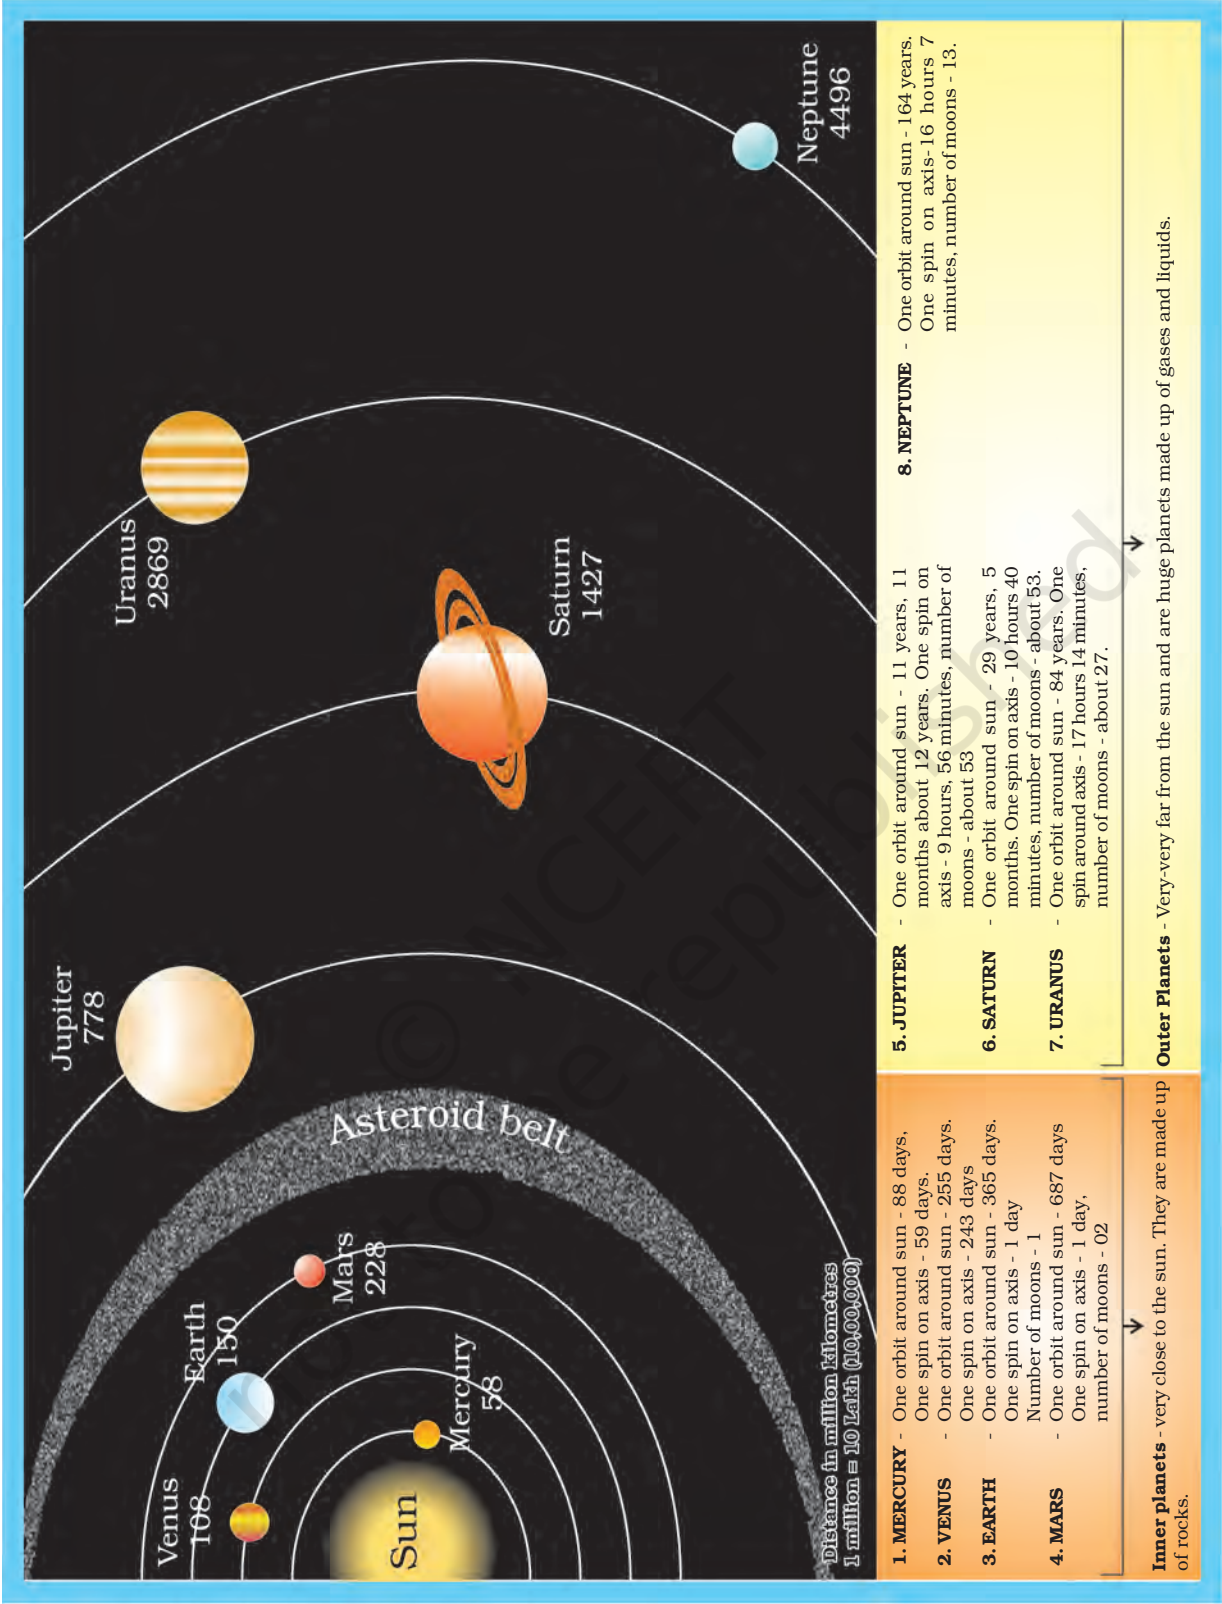 Neptune
4496
Uranus
2869
Saturn
1427
Jupiter
778
Asteroid belt
Mars
228
Earth
150
Venus
108
Mercury
58
Sun
Distance in million kilometres
1 million = 10 Lakh (10,00,000)
1. MERCURY - One orbit around sun - 88 days,
One spin on axis - 59 days.
2. VENUS - One orbit around sun - 255 days.
One spin on axis - 243 days
3. EARTH - One orbit around sun - 365 days.
One spin on axis - 1 day
Number of moons - 1
4. MARS - One orbit around sun - 687 days
One spin on axis - 1 day,
number of moons - 02
Inner planets - very close to the sun. They are made up
of rocks.
5. JUPITER - One orbit around sun - 11 years, 11
months about 12 years. One spin on
axis - 9 hours, 56 minutes, number of
moons - about 53
6. SATURN - One orbit around sun - 29 years, 5
months. One spin on axis - 10 hours 40
minutes, number of moons - about 53.
7. URANUS - One orbit around sun - 84 years. One
spin around axis - 17 hours 14 minutes,
number of moons - about 27.
8. NEPTUNE - One orbit around sun - 164 years.
One spin on axis-16 hours 7
minutes, number of moons - 13.
Outer Planets - Very-very far from the sun and are huge planets made up of gases and liquids.
© NCERT
not to be republished